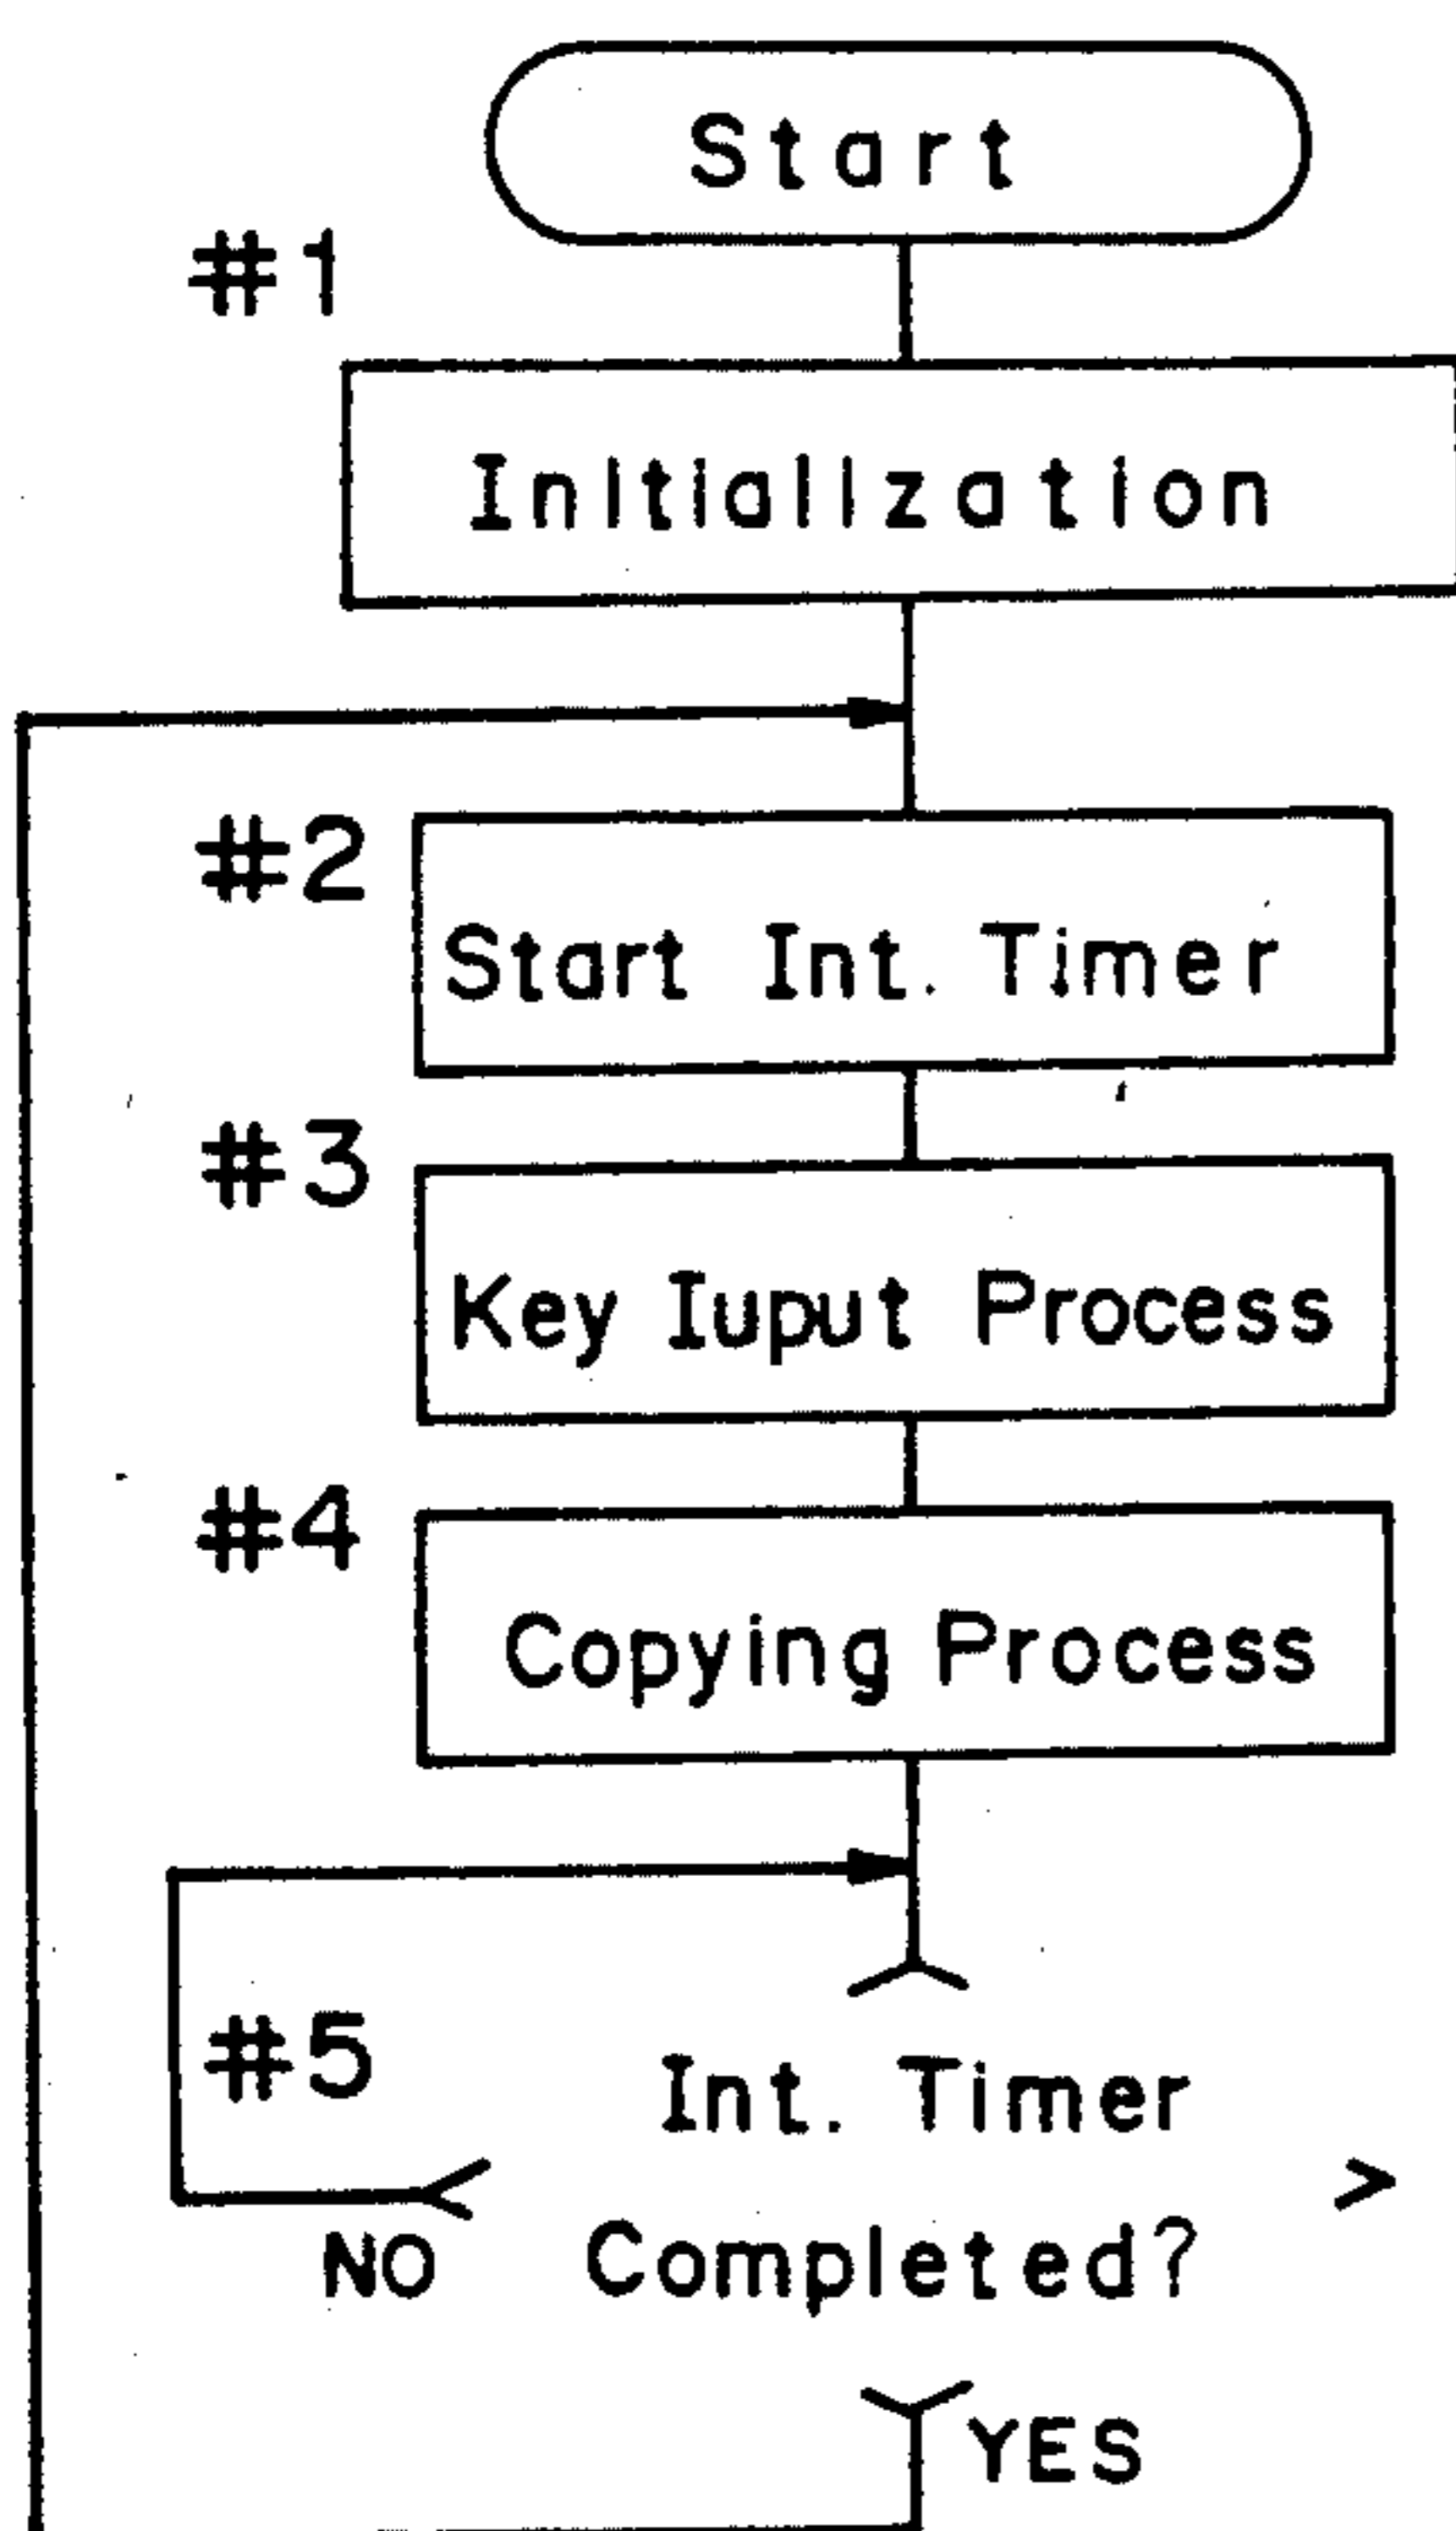 Start
#1
Initialization
#2
Start Int. Timer
#3
Key Iuput Process
#4
Copying Process
#5
Int. Timer
NO
Completed?
YES